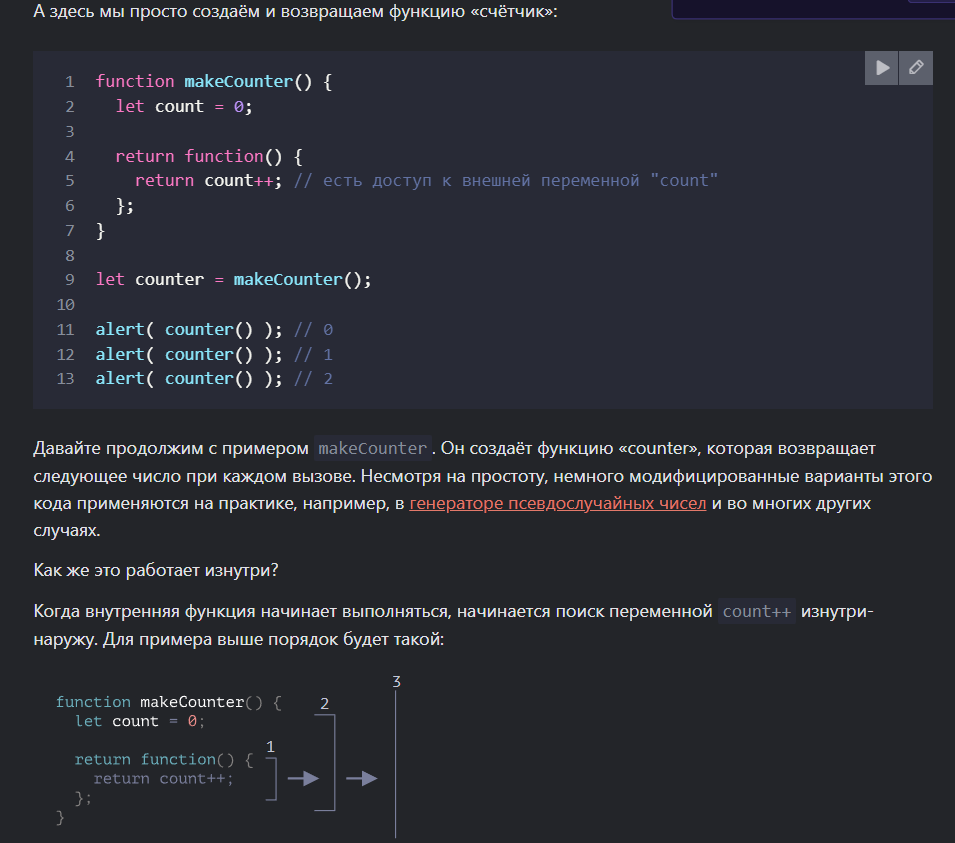 А здесь мы просто создаём и возвращаем функцию «счётчик»:
1 function makeCounter() {
2 let count = 0;
3
4 return function() {
5 return count++; // есть доступ к внешней переменной "count"
6 };
7 }
8
9 let counter = makeCounter();
10
11 alert( counter() ); // 0
12 alert( counter() ); // 1
13 alert( counter() ); // 2
Давайте продолжим с примером makeCounter. Он создаёт функцию «counter», которая возвращает
следующее число при каждом вызове. Несмотря на простоту, немного модифицированные варианты этого
кода применяются на практике, например, в генераторе псевдослучайных чисел и во многих других
случаях.
Как же это работает изнутри?
Когда внутренняя функция начинает выполняться, начинается поиск переменной count++ изнутри-
наружу. Для примера выше порядок будет такой:
3
function makeCounter() { 2
let count = 0;
1
return function() {
return count++;
};
}